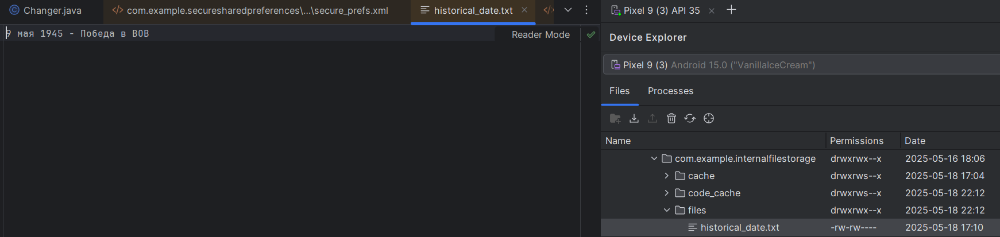 Changer.java
com.example.securesharedpreferences\...\secure_prefs.xml
historical_date.txt
9 мая 1945 - Победа в ВОВ
Reader Mode
Pixel 9 (3) API 35
Device Explorer
Pixel 9 (3) Android 15.0 ("VanillaIceCream")
Files Processes
Name Permissions Date
com.example.internalfilestorage drwxrwx--x 2025-05-16 18:06
cache drwxrws--x 2025-05-18 17:04
code_cache drwxrws--x 2025-05-18 22:12
files drwxrwx--x 2025-05-18 22:12
historical_date.txt -rw-rw---- 2025-05-18 17:10